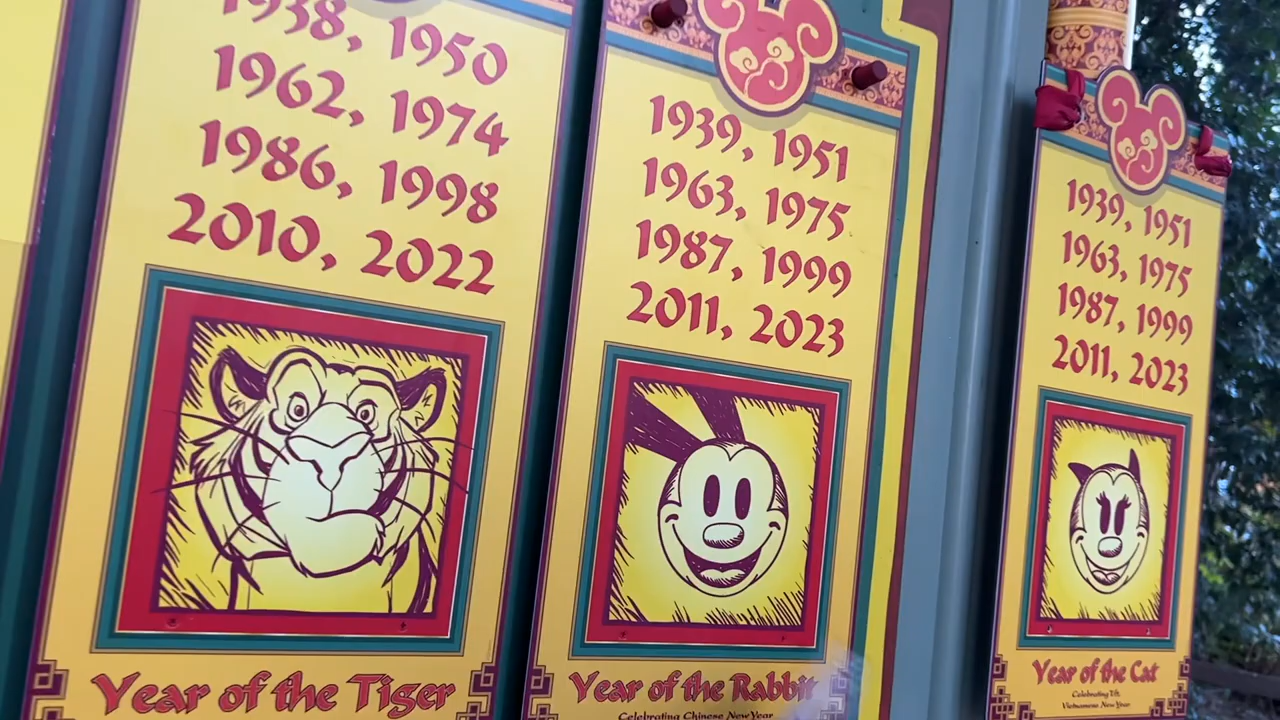 1938, 1950
1962, 1974
1986, 1998
2010, 2022
Year of the Tiger
1939, 1951
1963, 1975
1987, 1999
2011, 2023
Year of the Rabbit
Celebrating Chinese New Year
1939, 1951
1963, 1975
1987, 1999
2011, 2023
Year of the Cat
Celebrating Tết,
Vietnamese New Year